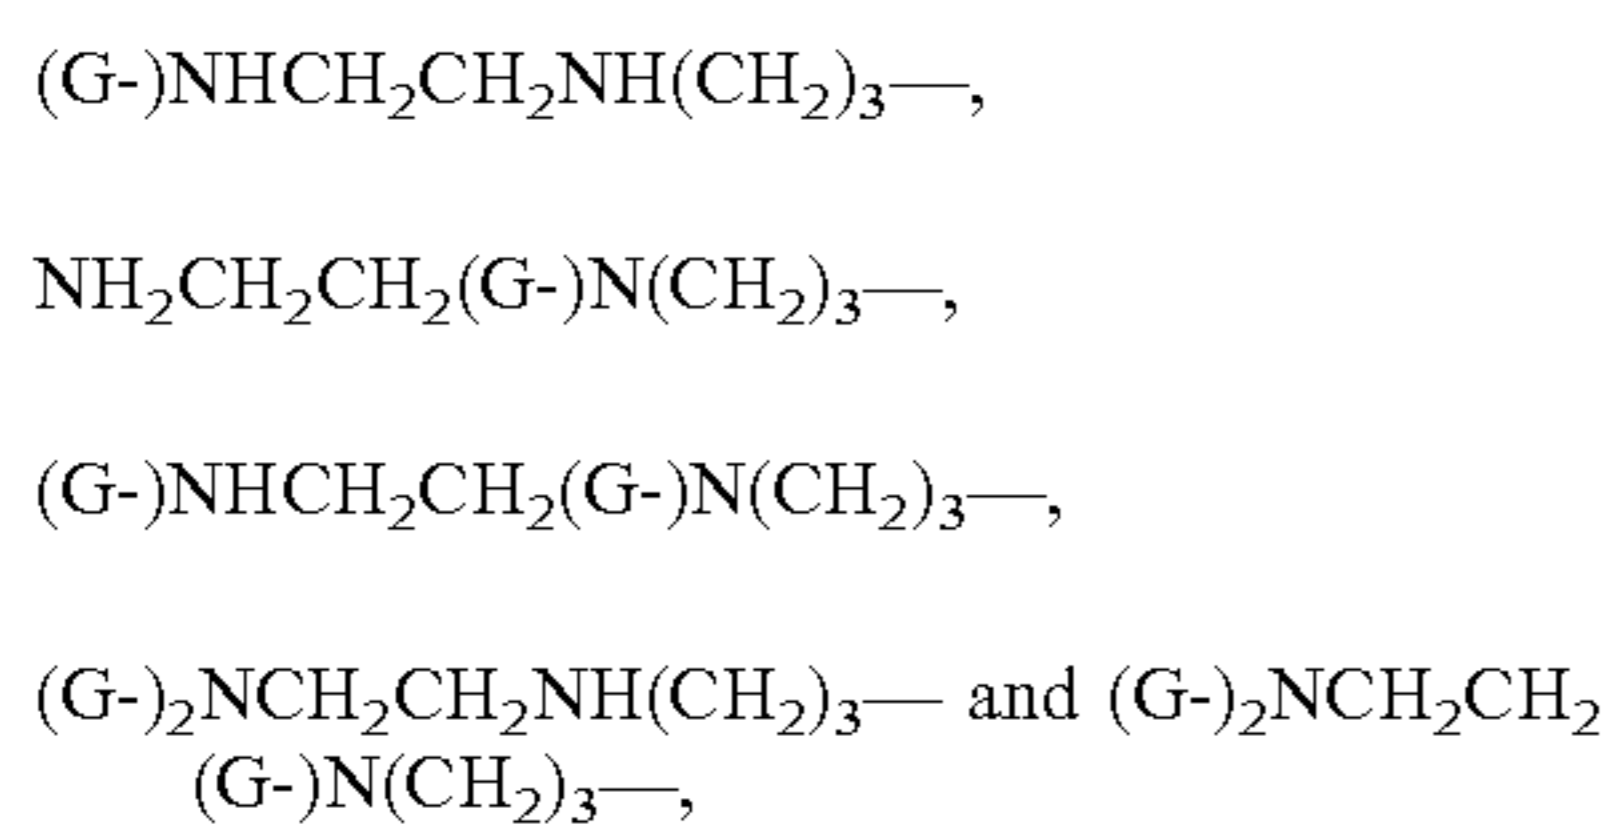 (G-)NHCH₂CH₂NH(CH₂)₃—,
NH₂CH₂CH₂(G-)N(CH₂)₃—,
(G-)NHCH₂CH₂(G-)N(CH₂)₃—,
(G-)₂NCH₂CH₂NH(CH₂)₃— and (G-)₂NCH₂CH₂
(G-)N(CH₂)₃—,